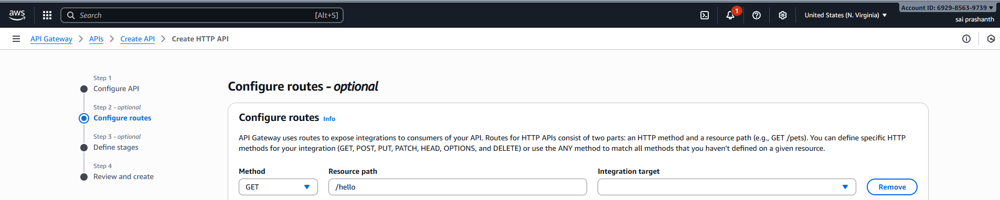 aws
Search [Alt+S]
1
United States (N. Virginia)
Account ID: 6929-8563-9739
sai prashanth
API Gateway > APIs > Create API > Create HTTP API
Step 1
Configure API
Step 2 - optional
Configure routes
Step 3 - optional
Define stages
Step 4
Review and create
Configure routes - optional
Configure routes Info
API Gateway uses routes to expose integrations to consumers of your API. Routes for HTTP APIs consist of two parts: an HTTP method and a resource path (e.g., GET /pets). You can define specific HTTP
methods for your integration (GET, POST, PUT, PATCH, HEAD, OPTIONS, and DELETE) or use the ANY method to match all methods that you haven't defined on a given resource.
Method Resource path Integration target
GET /hello Remove